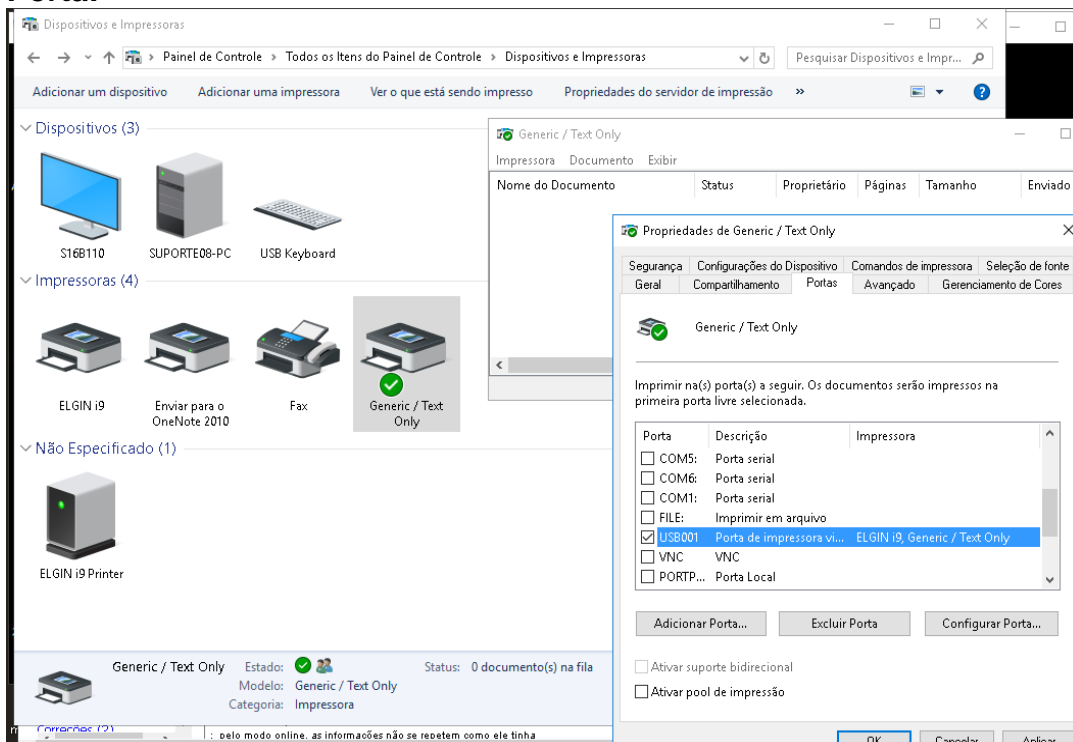 Dispositivos e Impressoras
Painel de Controle > Todos os Itens do Painel de Controle > Dispositivos e Impressoras
Pesquisar Dispositivos e Impr...
Adicionar um dispositivo
Adicionar uma impressora
Ver o que está sendo impresso
Propriedades do servidor de impressão
»
Dispositivos (3)
S16B110
SUPORTE08-PC
USB Keyboard
Impressoras (4)
ELGIN i9
Enviar para o
OneNote 2010
Fax
Generic / Text
Only
Não Especificado (1)
ELGIN i9 Printer
Generic / Text Only
Estado:
Status: 0 documento(s) na fila
Modelo: Generic / Text Only
Categoria: Impressora
Correções (2)
: pelo modo online, as informações não se repetem como ele tinha
Generic / Text Only
Impressora Documento Exibir
Nome do Documento Status Proprietário Páginas Tamanho Enviado
Propriedades de Generic / Text Only
Segurança Configurações do Dispositivo Comandos de impressora Seleção de fonte
Geral Compartilhamento Portas Avançado Gerenciamento de Cores
Generic / Text Only
Imprimir na(s) porta(s) a seguir. Os documentos serão impressos na
primeira porta livre selecionada.
Porta Descrição Impressora
COM5: Porta serial
COM6: Porta serial
COM1: Porta serial
FILE: Imprimir em arquivo
USB001 Porta de impressora vi... ELGIN i9, Generic / Text Only
VNC VNC
PORTP... Porta Local
Adicionar Porta... Excluir Porta Configurar Porta...
Ativar suporte bidirecional
Ativar pool de impressão
OK Cancelar Aplicar